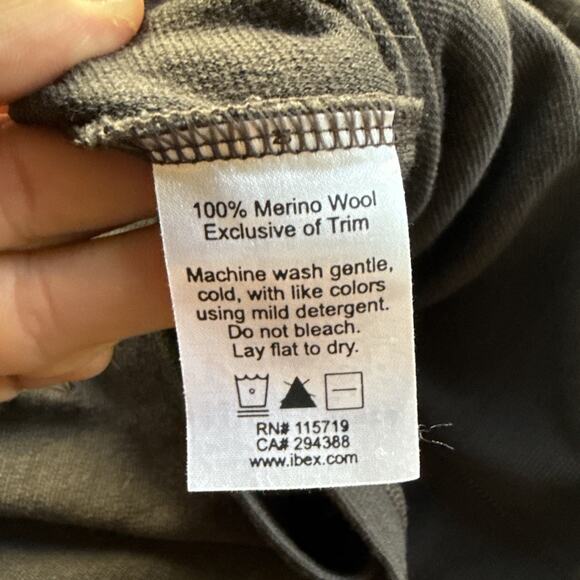 100% Merino Wool
Exclusive of Trim
Machine wash gentle,
cold, with like colors
using mild detergent.
Do not bleach.
Lay flat to dry.
RN# 115719
CA# 294388
www.ibex.com